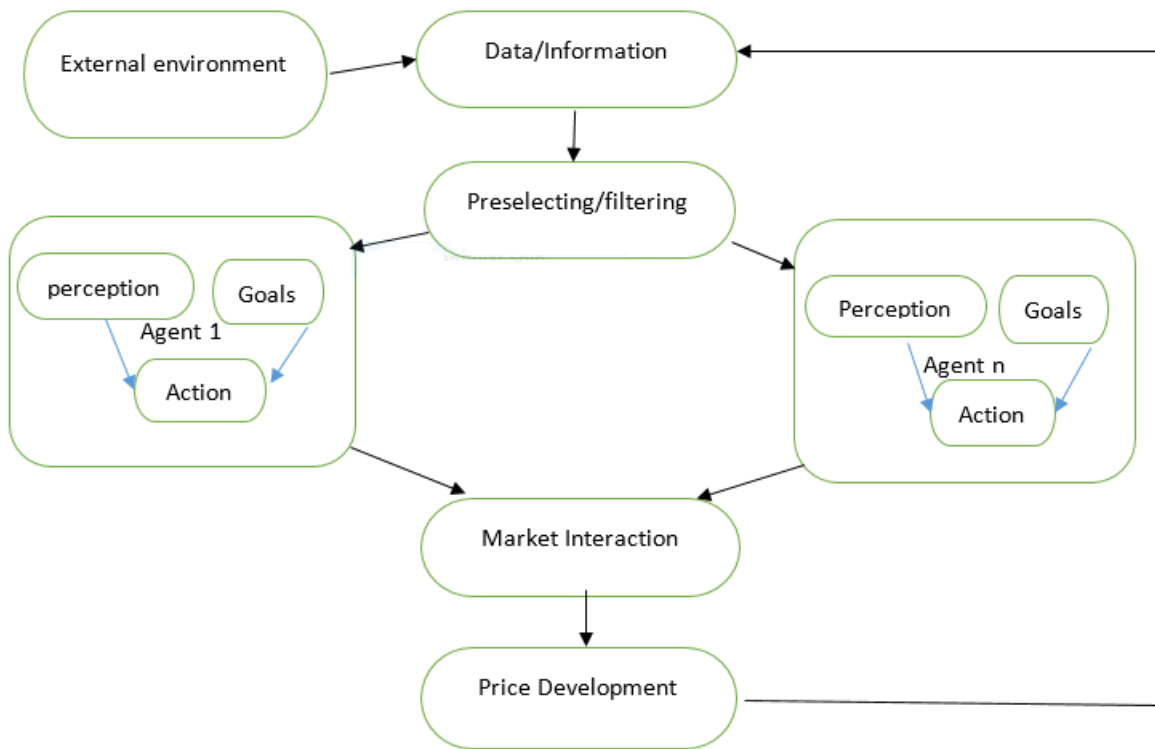 External environment
Data/Information
Preselecting/filtering
perception
Goals
Agent 1
Action
Perception
Goals
Agent n
Action
Market Interaction
Price Development